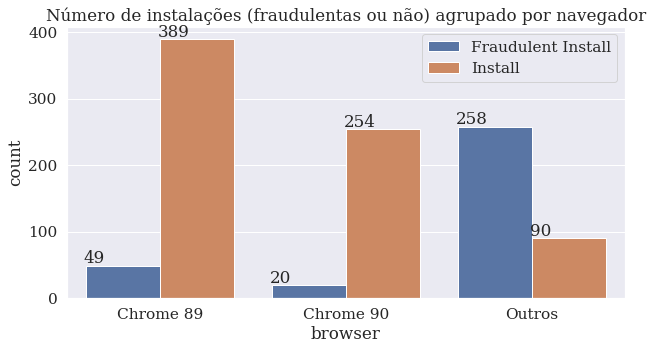 Número de instalações (fraudulentas ou não) agrupado por navegador
400
300
200
100
0
count
Fraudulent Install
Install
49
389
20
254
258
90
Chrome 89
Chrome 90
Outros
browser